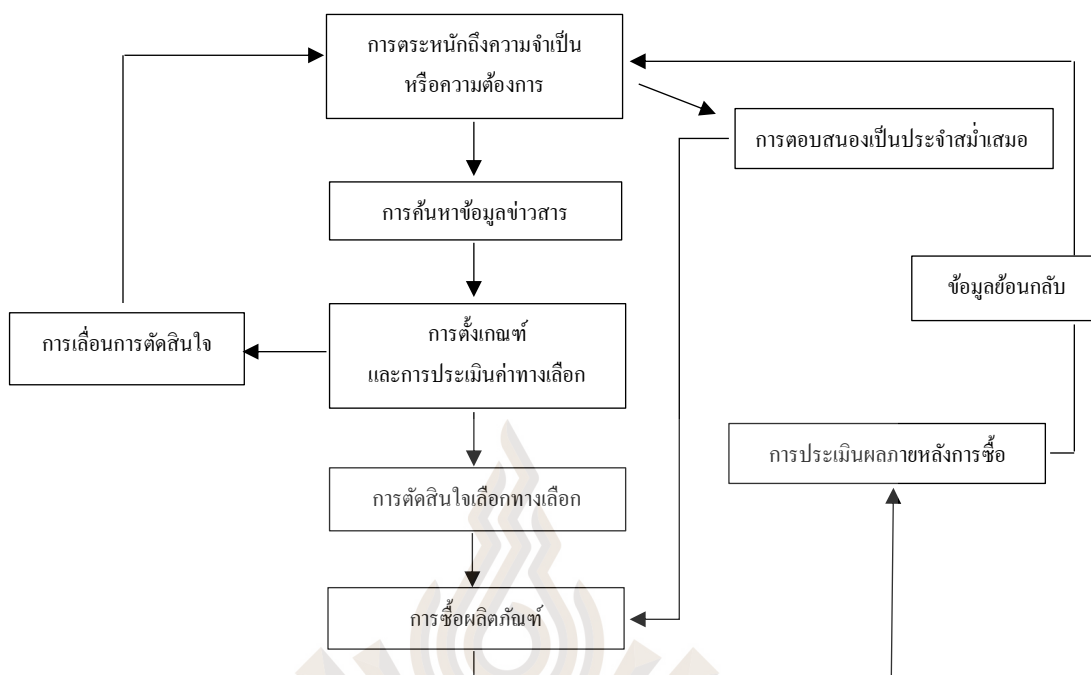 การตระหนักถึงความจำเป็น
หรือความต้องการ
การตอบสนองเป็นประจำสม่ำเสมอ
การค้นหาข้อมูลข่าวสาร
ข้อมูลย้อนกลับ
การเลื่อนการตัดสินใจ
การตั้งเกณฑ์
และการประเมินค่าทางเลือก
การประเมินผลภายหลังการซื้อ
การตัดสินใจเลือกทางเลือก
การซื้อผลิตภัณฑ์